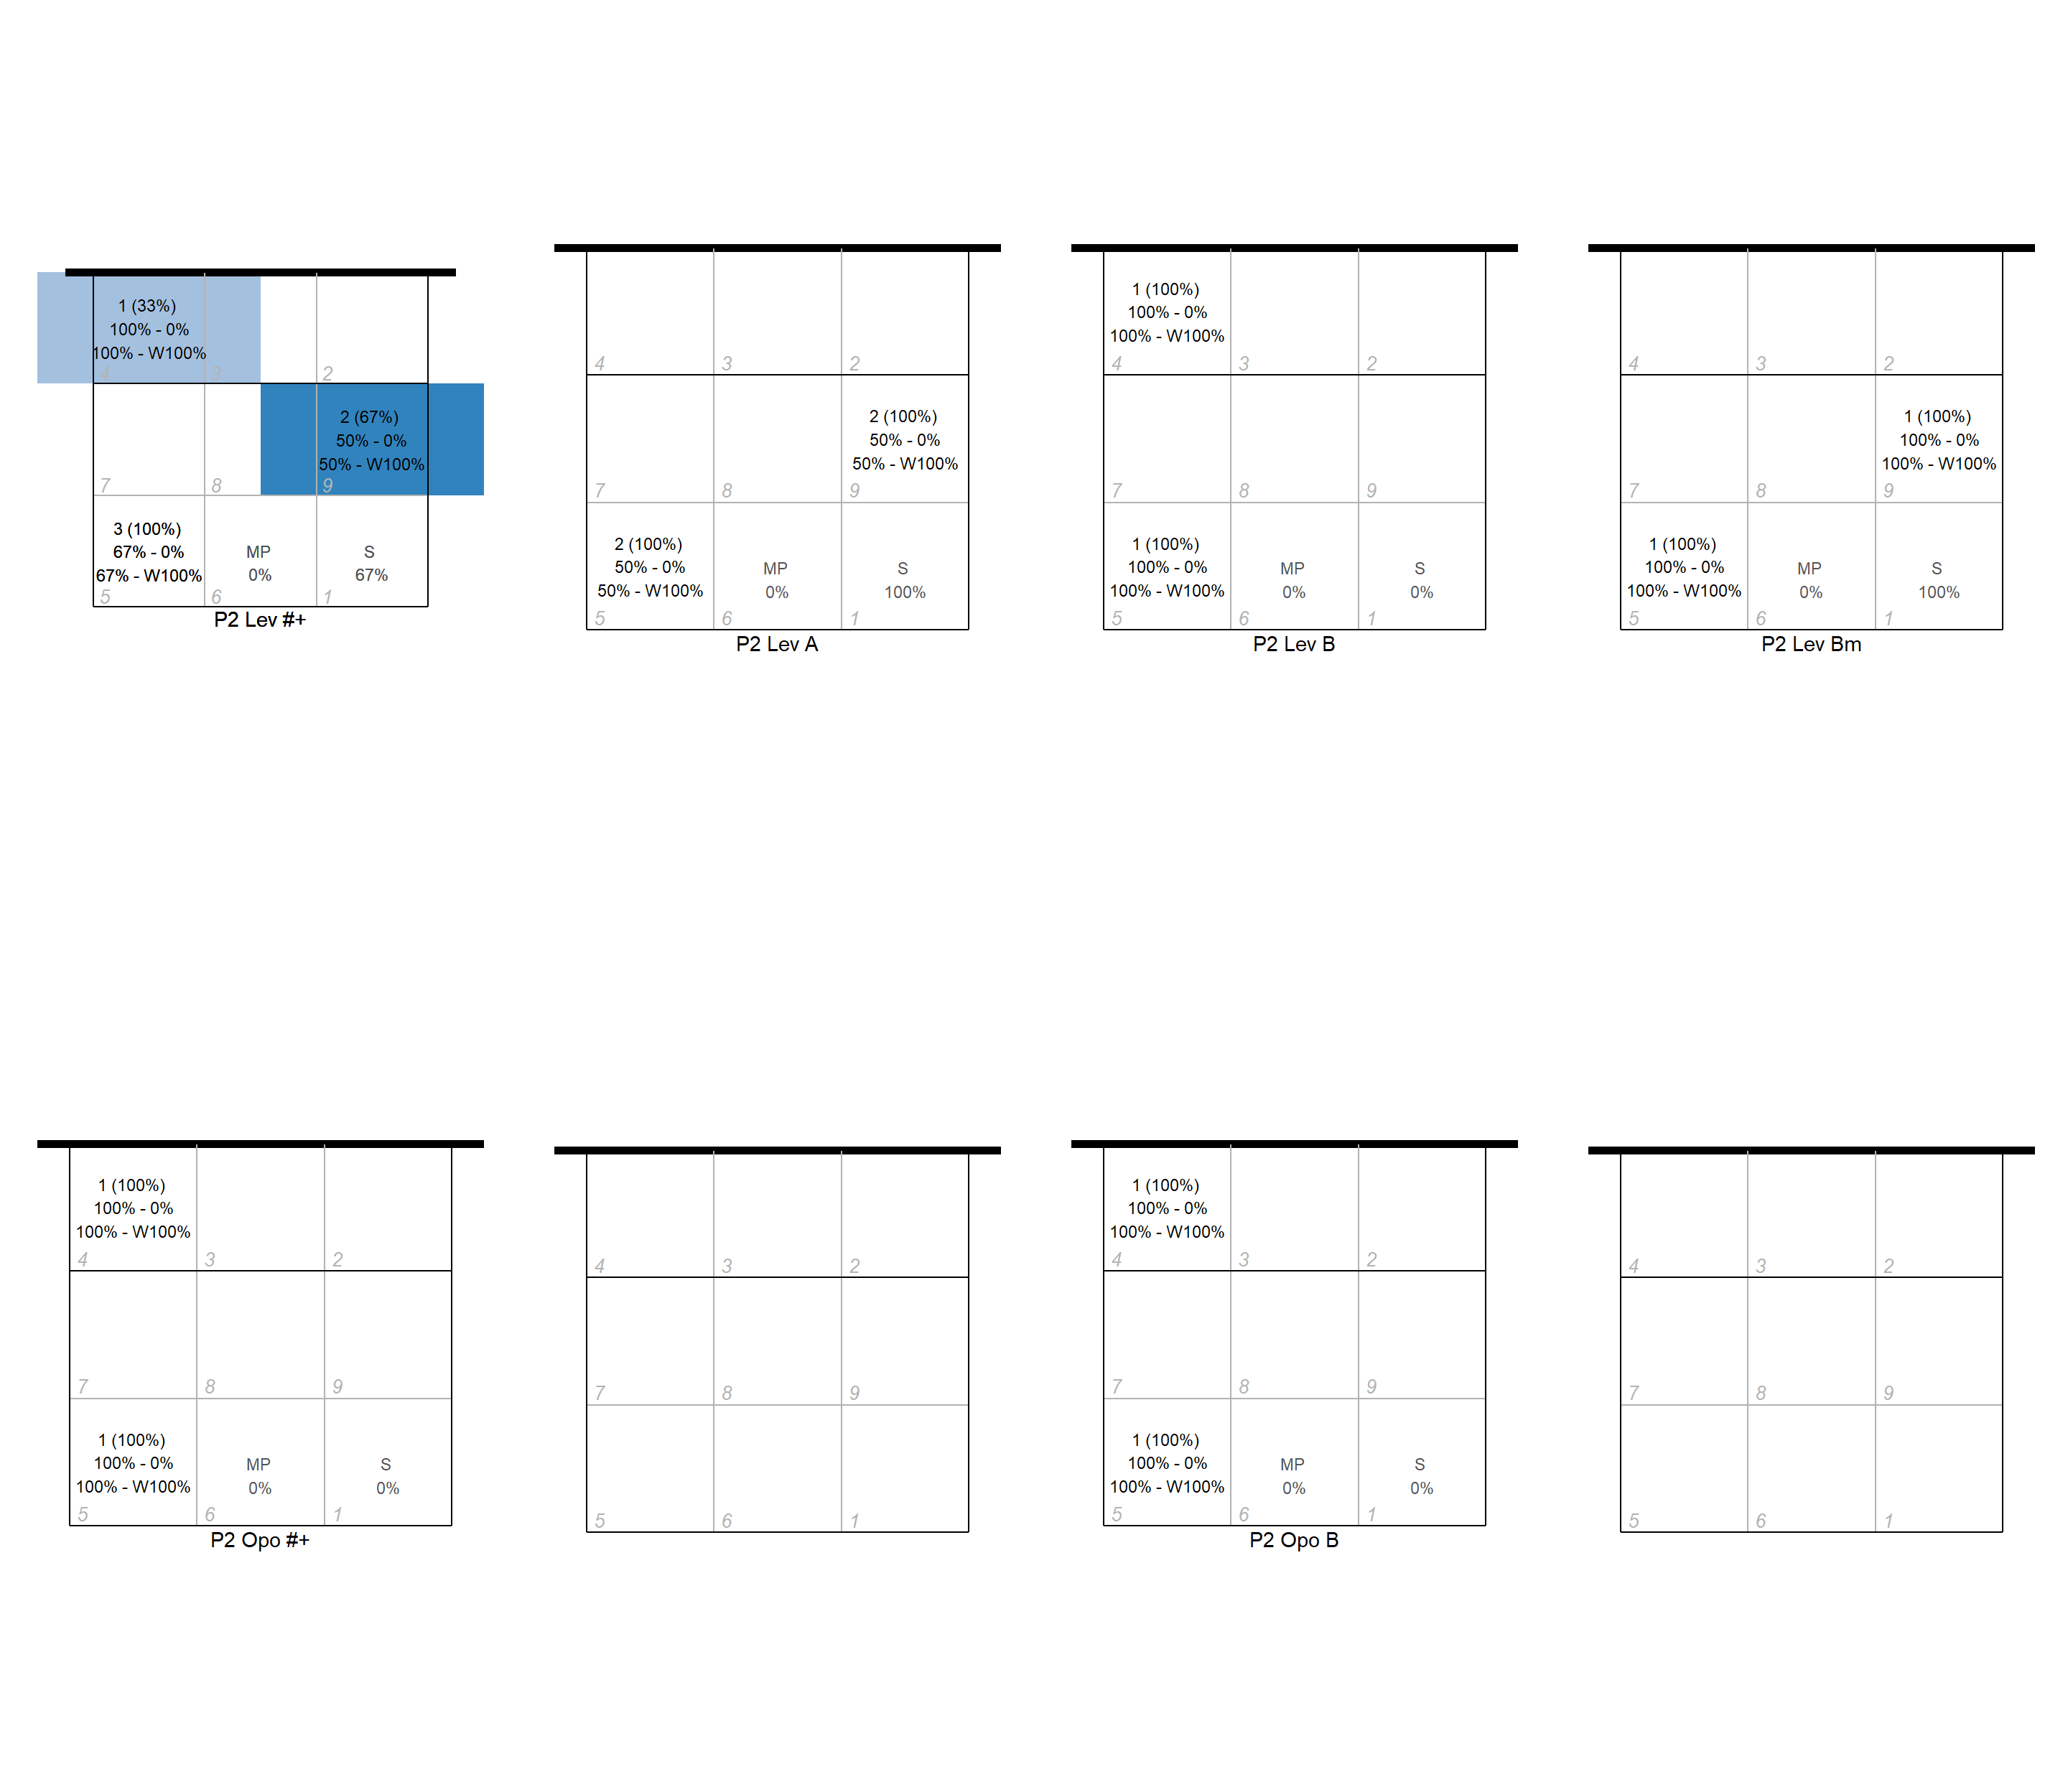 1 (33%)
100% - 0%
100% - W100%
4
3
2
2 (67%)
50% - 0%
50% - W100%
7
8
9
3 (100%)
67% - 0%
67% - W100%
MP
0%
S
67%
5
6
1
P2 Lev #+
4
3
2
2 (100%)
50% - 0%
50% - W100%
7
8
9
2 (100%)
50% - 0%
50% - W100%
MP
0%
S
100%
5
6
1
P2 Lev A
1 (100%)
100% - 0%
100% - W100%
4
3
2
7
8
9
1 (100%)
100% - 0%
100% - W100%
MP
0%
S
0%
5
6
1
P2 Lev B
4
3
2
1 (100%)
100% - 0%
100% - W100%
7
8
9
1 (100%)
100% - 0%
100% - W100%
MP
0%
S
100%
5
6
1
P2 Lev Bm
1 (100%)
100% - 0%
100% - W100%
4
3
2
7
8
9
1 (100%)
100% - 0%
100% - W100%
MP
0%
S
0%
5
6
1
P2 Opo #+
4
3
2
7
8
9
5
6
1
1 (100%)
100% - 0%
100% - W100%
4
3
2
7
8
9
1 (100%)
100% - 0%
100% - W100%
MP
0%
S
0%
5
6
1
P2 Opo B
4
3
2
7
8
9
5
6
1